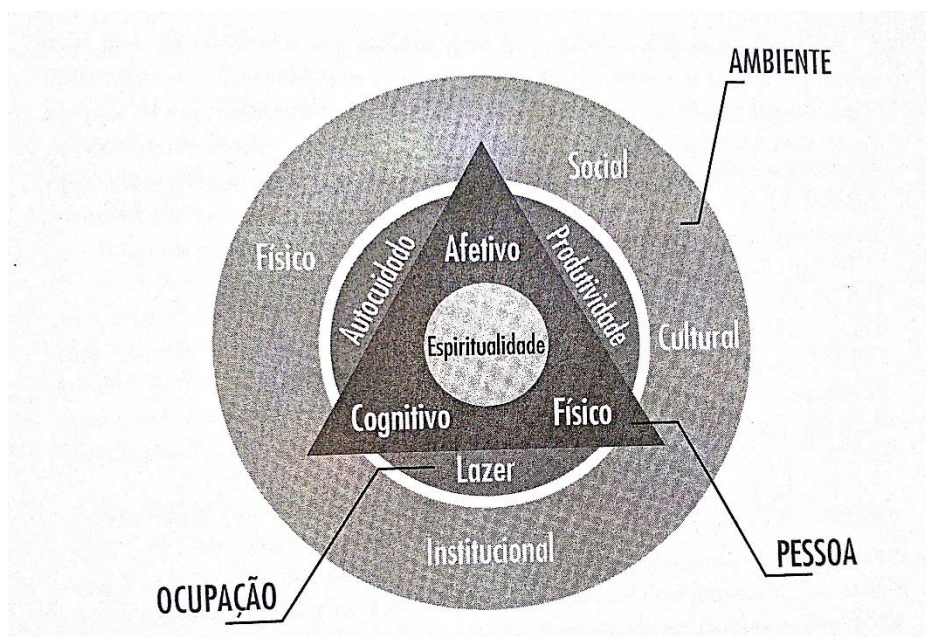 AMBIENTE
Social
Físico
Autocuidado
Afetivo
Produtividade
Espiritualidade
Cultural
Cognitivo
Físico
Lazer
Institucional
PESSOA
OCUPAÇÃO